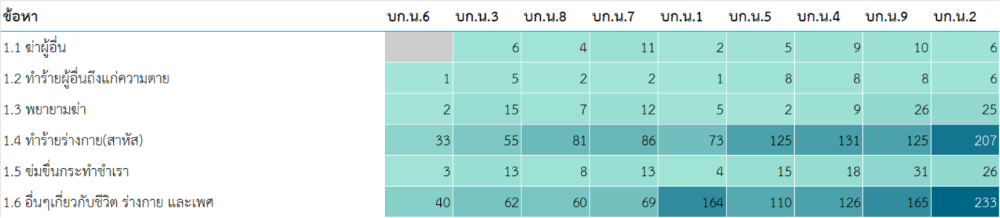 ข้อหา บก.น.6 บก.น.3 บก.น.8 บก.น.7 บก.น.1 บก.น.5 บก.น.4 บก.น.9 บก.น.2
1.1 ฆ่าผู้อื่น 6 4 11 2 5 9 10 6
1.2 ทำร้ายผู้อื่นถึงแก่ความตาย 1 5 2 2 1 8 8 8 6
1.3 พยายามฆ่า 2 15 7 12 5 2 9 26 25
1.4 ทำร้ายร่างกาย(สาหัส) 33 55 81 86 73 125 131 125 207
1.5 ข่มขื่นกระทำชำเรา 3 13 8 13 4 15 18 31 26
1.6 อื่นๆเกี่ยวกับชีวิต ร่างกาย และเพศ 40 62 60 69 164 110 126 165 233